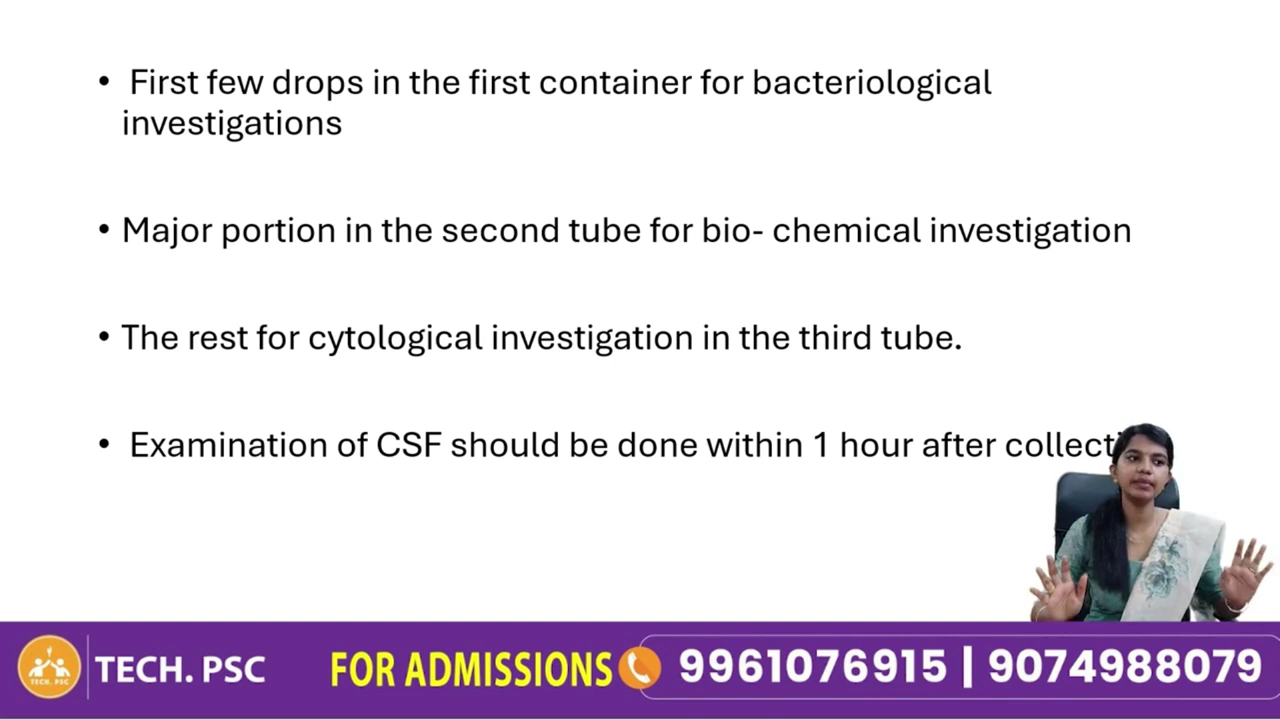 • First few drops in the first container for bacteriological
investigations
• Major portion in the second tube for bio- chemical investigation
• The rest for cytological investigation in the third tube.
• Examination of CSF should be done within 1 hour after collecti
TECH. PSC
TECH. PSC
FOR ADMISSIONS
9961076915 | 9074988079